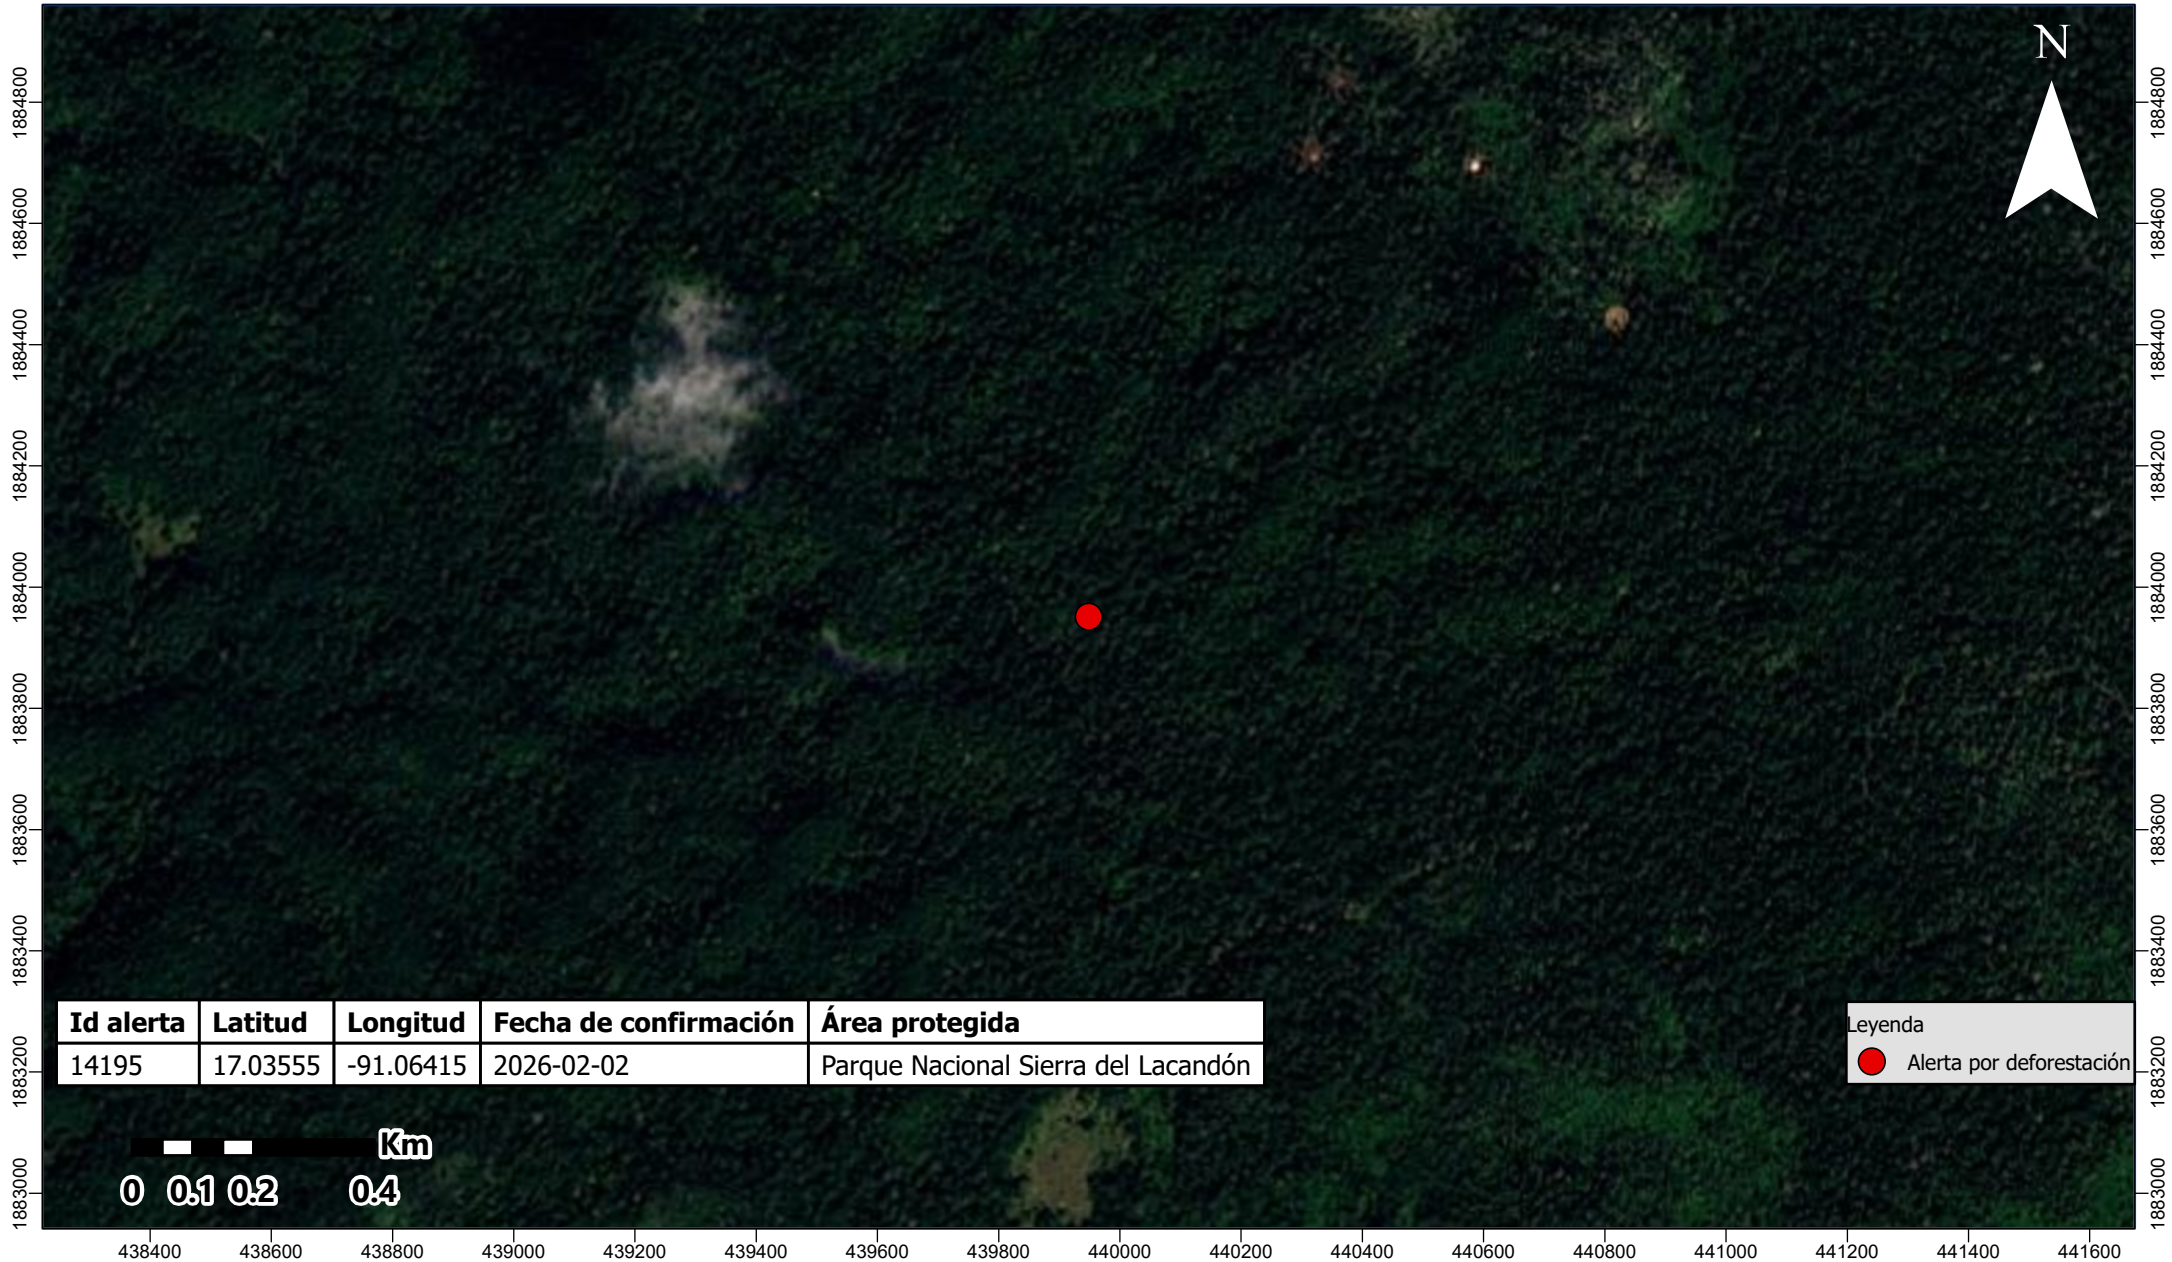 N
1884800
1884600
1884400
1884200
1884000
1883800
1883600
1883400
1883200
1883000
1884800
1884600
1884400
1884200
1884000
1883800
1883600
1883400
1883200
1883000
Id alerta Latitud Longitud Fecha de confirmación Área protegida
14195 17.03555 -91.06415 2026-02-02 Parque Nacional Sierra del Lacandón
Leyenda
Alerta por deforestación
Km
0 0.1 0.2 0.4
438400 438600 438800 439000 439200 439400 439600 439800 440000 440200 440400 440600 440800 441000 441200 441400 441600